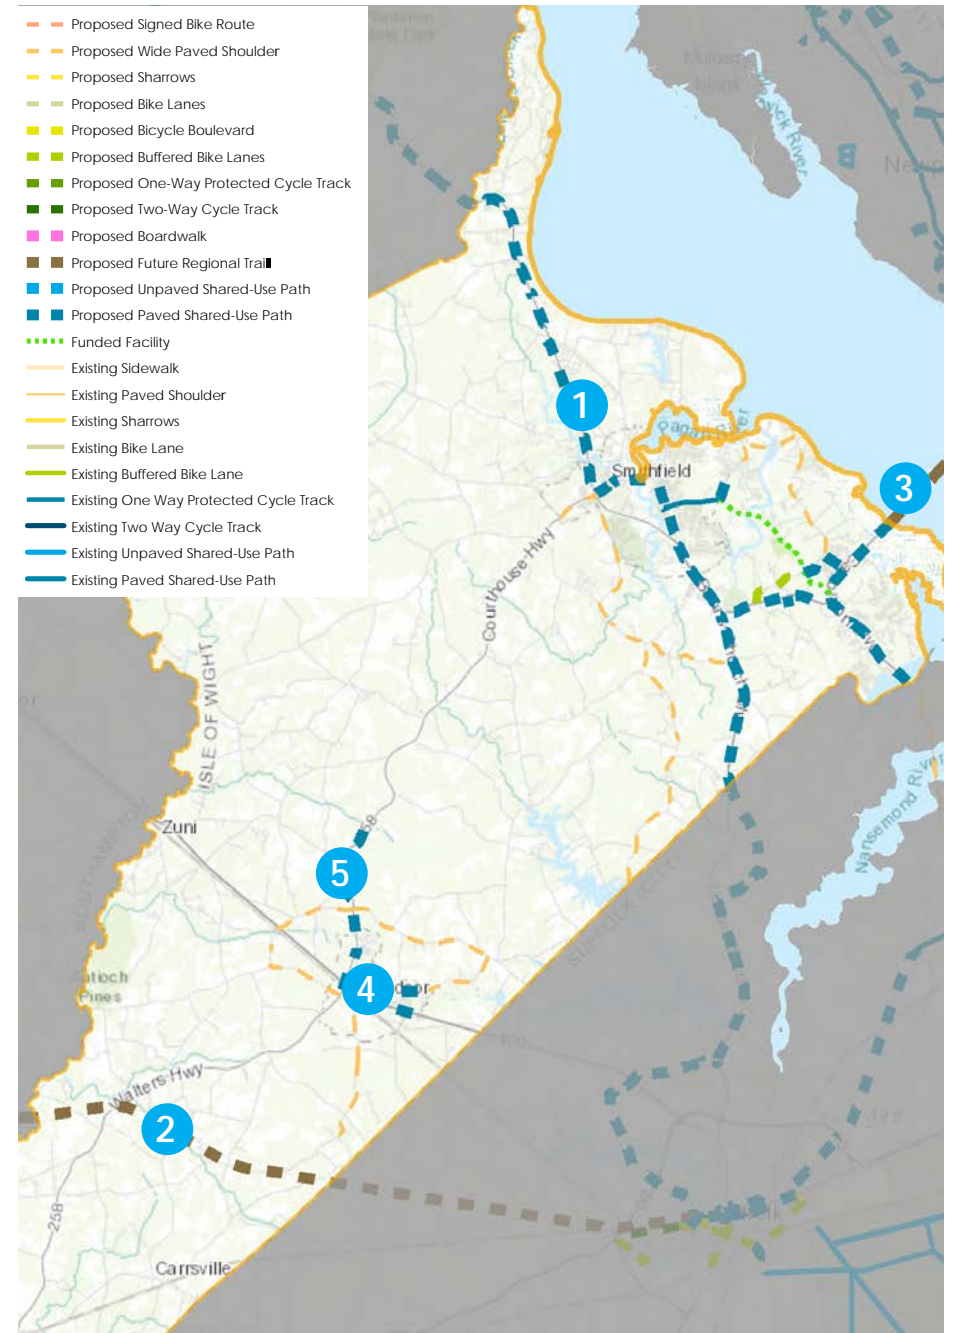 Proposed Signed Bike Route
Proposed Wide Paved Shoulder
Proposed Sharrows
Proposed Bike Lanes
Proposed Bicycle Boulevard
Proposed Buffered Bike Lanes
Proposed One-Way Protected Cycle Track
Proposed Two-Way Cycle Track
Proposed Boardwalk
Proposed Future Regional Trail
Proposed Unpaved Shared-Use Path
Proposed Paved Shared-Use Path
Funded Facility
Existing Sidewalk
Existing Paved Shoulder
Existing Sharrows
Existing Bike Lane
Existing Buffered Bike Lane
Existing One Way Protected Cycle Track
Existing Two Way Cycle Track
Existing Unpaved Shared-Use Path
Existing Paved Shared-Use Path
Mulberry
Island
1
Pagan River
Smithfield
3
Courthouse-Hwy
ISLE OF WIGHT
Zuni
Nansemond River
5
4
Walters-Hwy
2
258
Carrsville